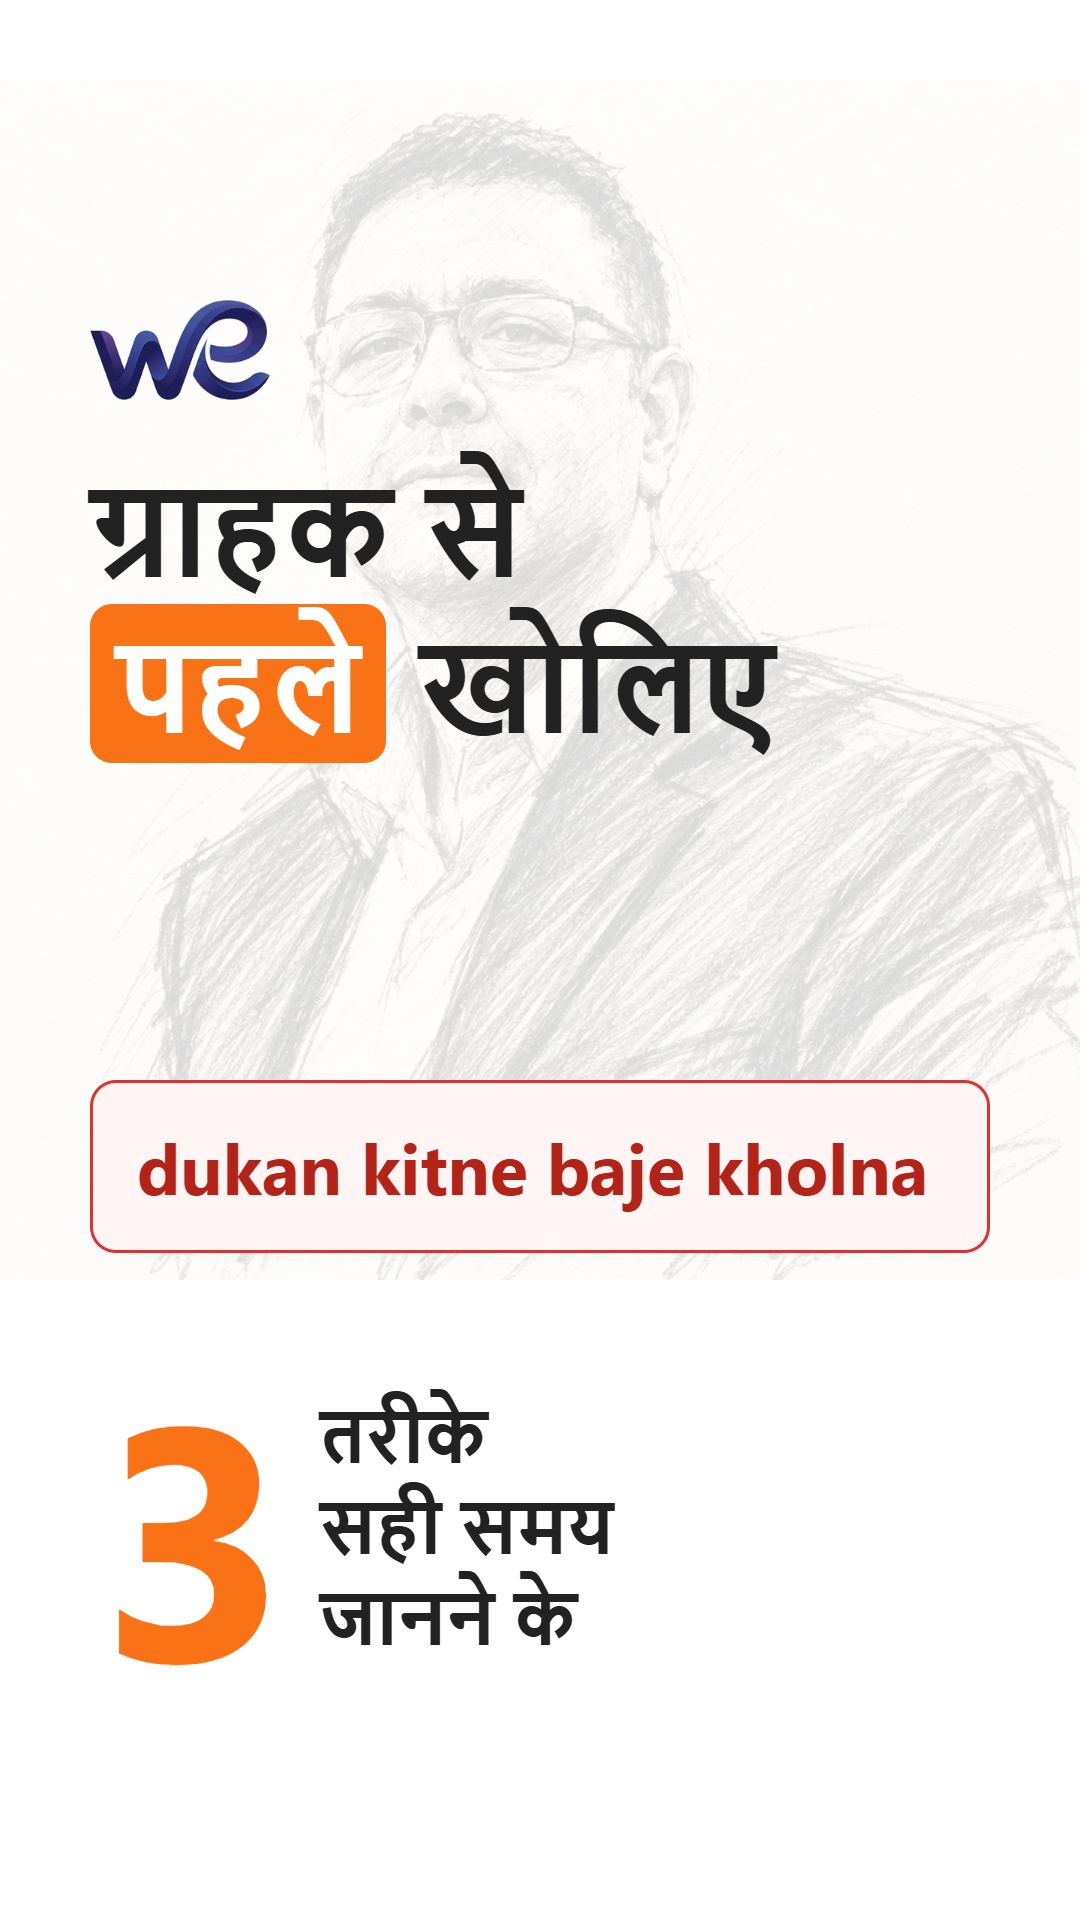 we
ग्राहक से
पहले खोलिए
dukan kitne baje kholna
3
तरीके
सही समय
जानने के